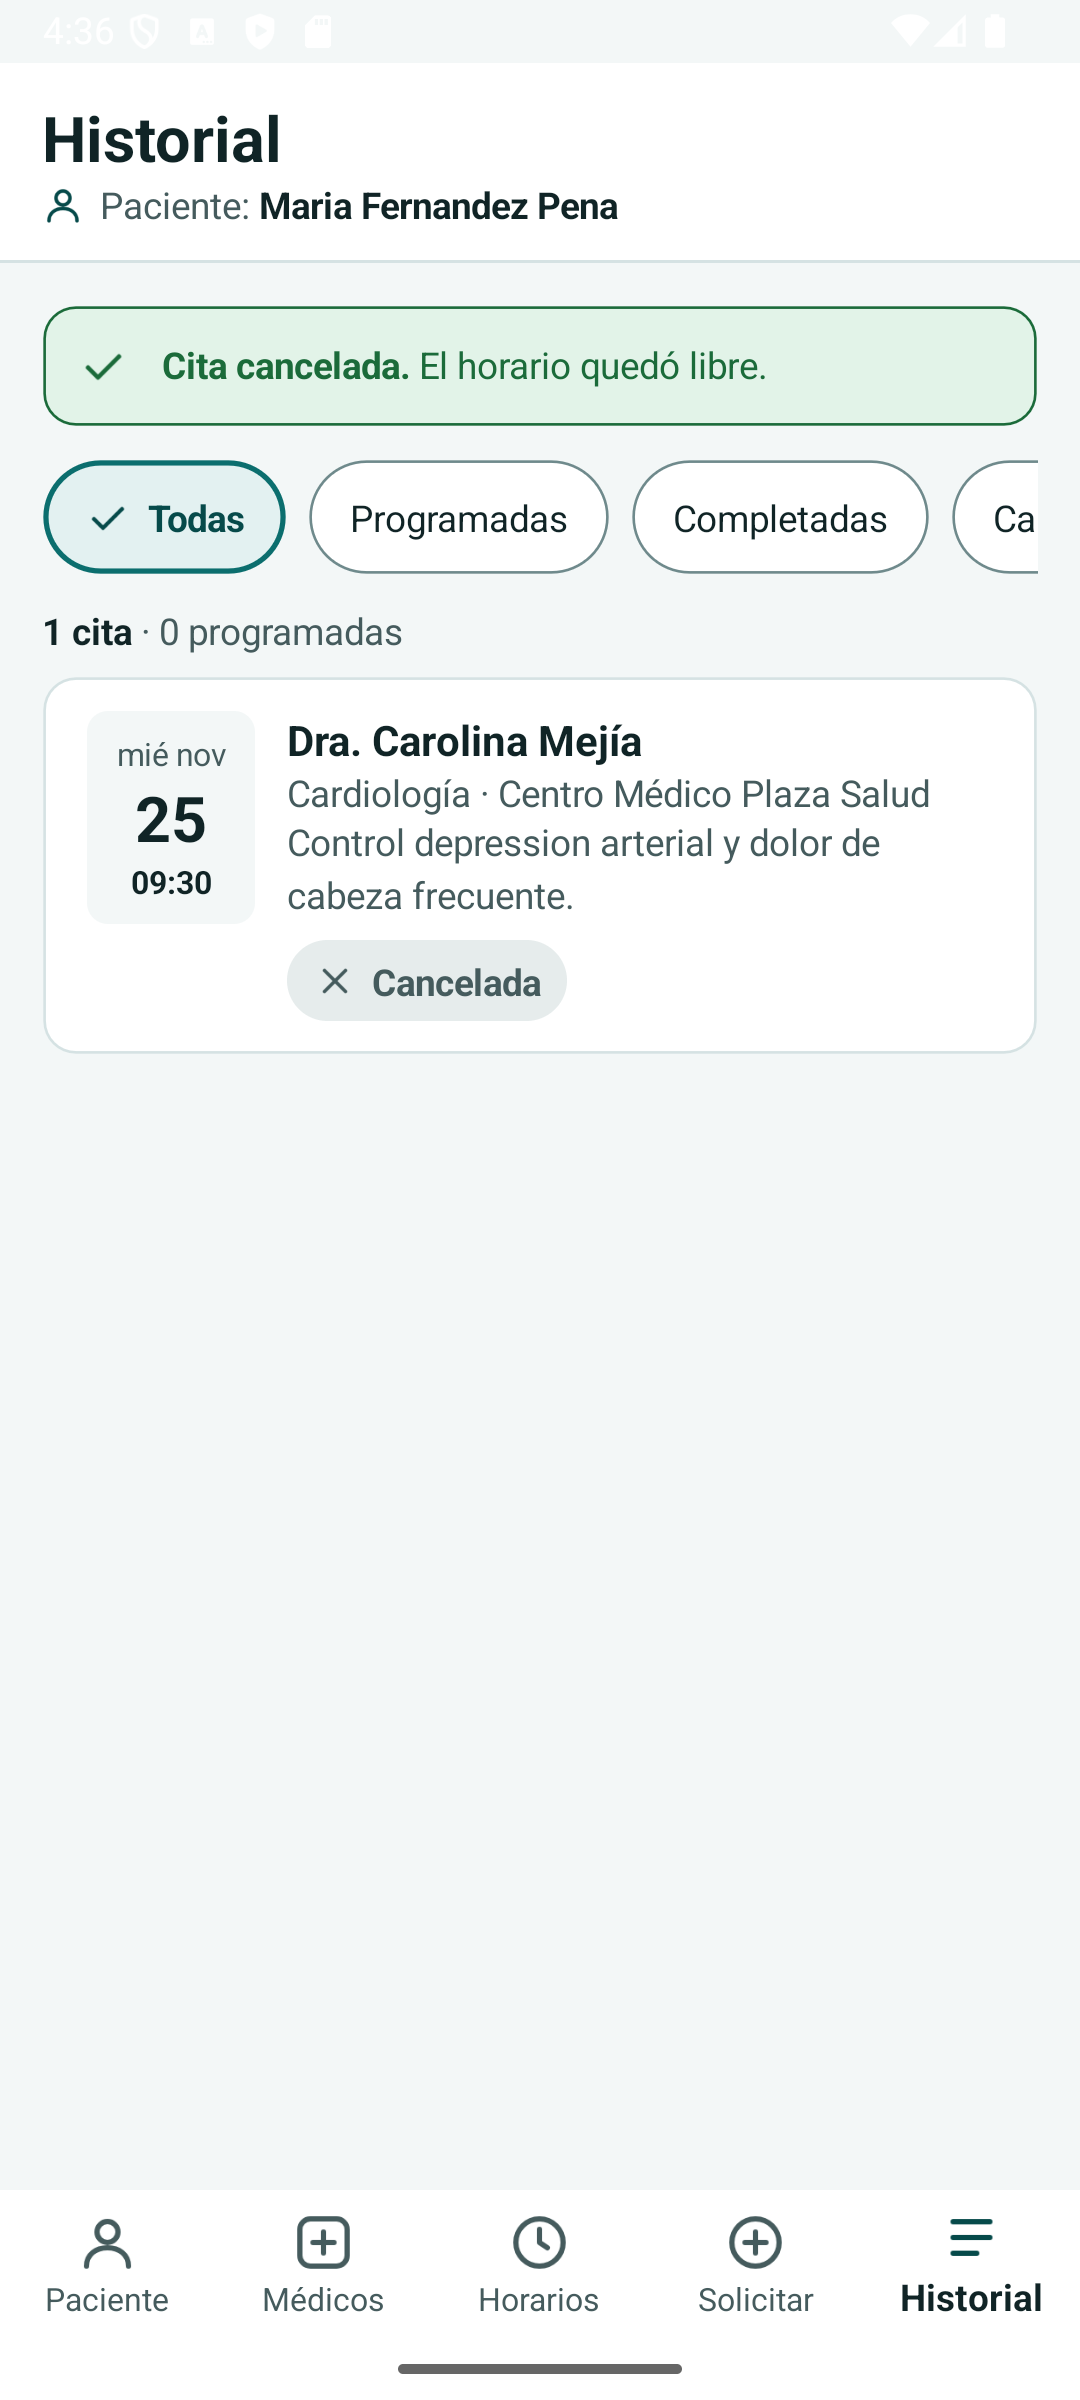 4:36
Historial
Paciente: Maria Fernandez Pena
Cita cancelada. El horario quedó libre.
Todas
Programadas
Completadas
Ca
1 cita · 0 programadas
mié nov
25
09:30
Dra. Carolina Mejía
Cardiología · Centro Médico Plaza Salud
Control depression arterial y dolor de
cabeza frecuente.
Cancelada
Paciente
Médicos
Horarios
Solicitar
Historial